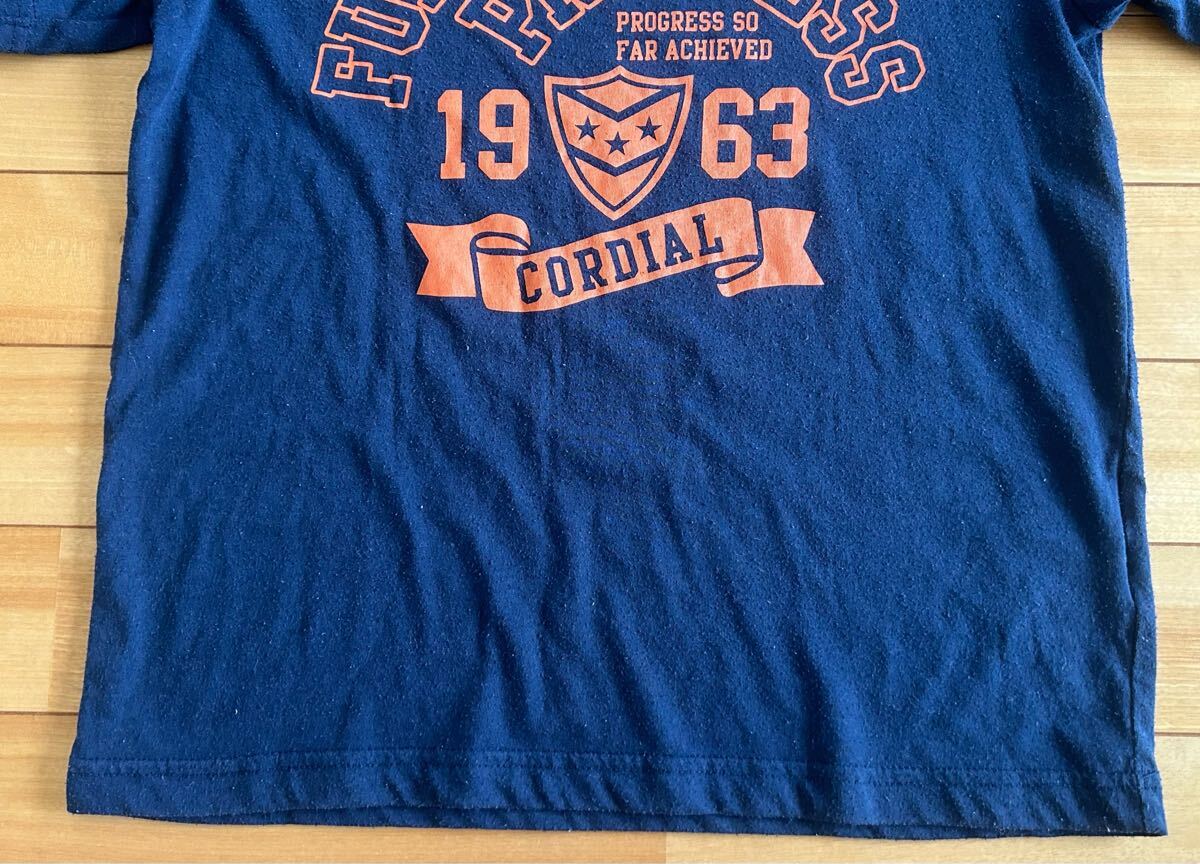 PROGRESS SO
FAR ACHIEVED
19 63
CORDIAL